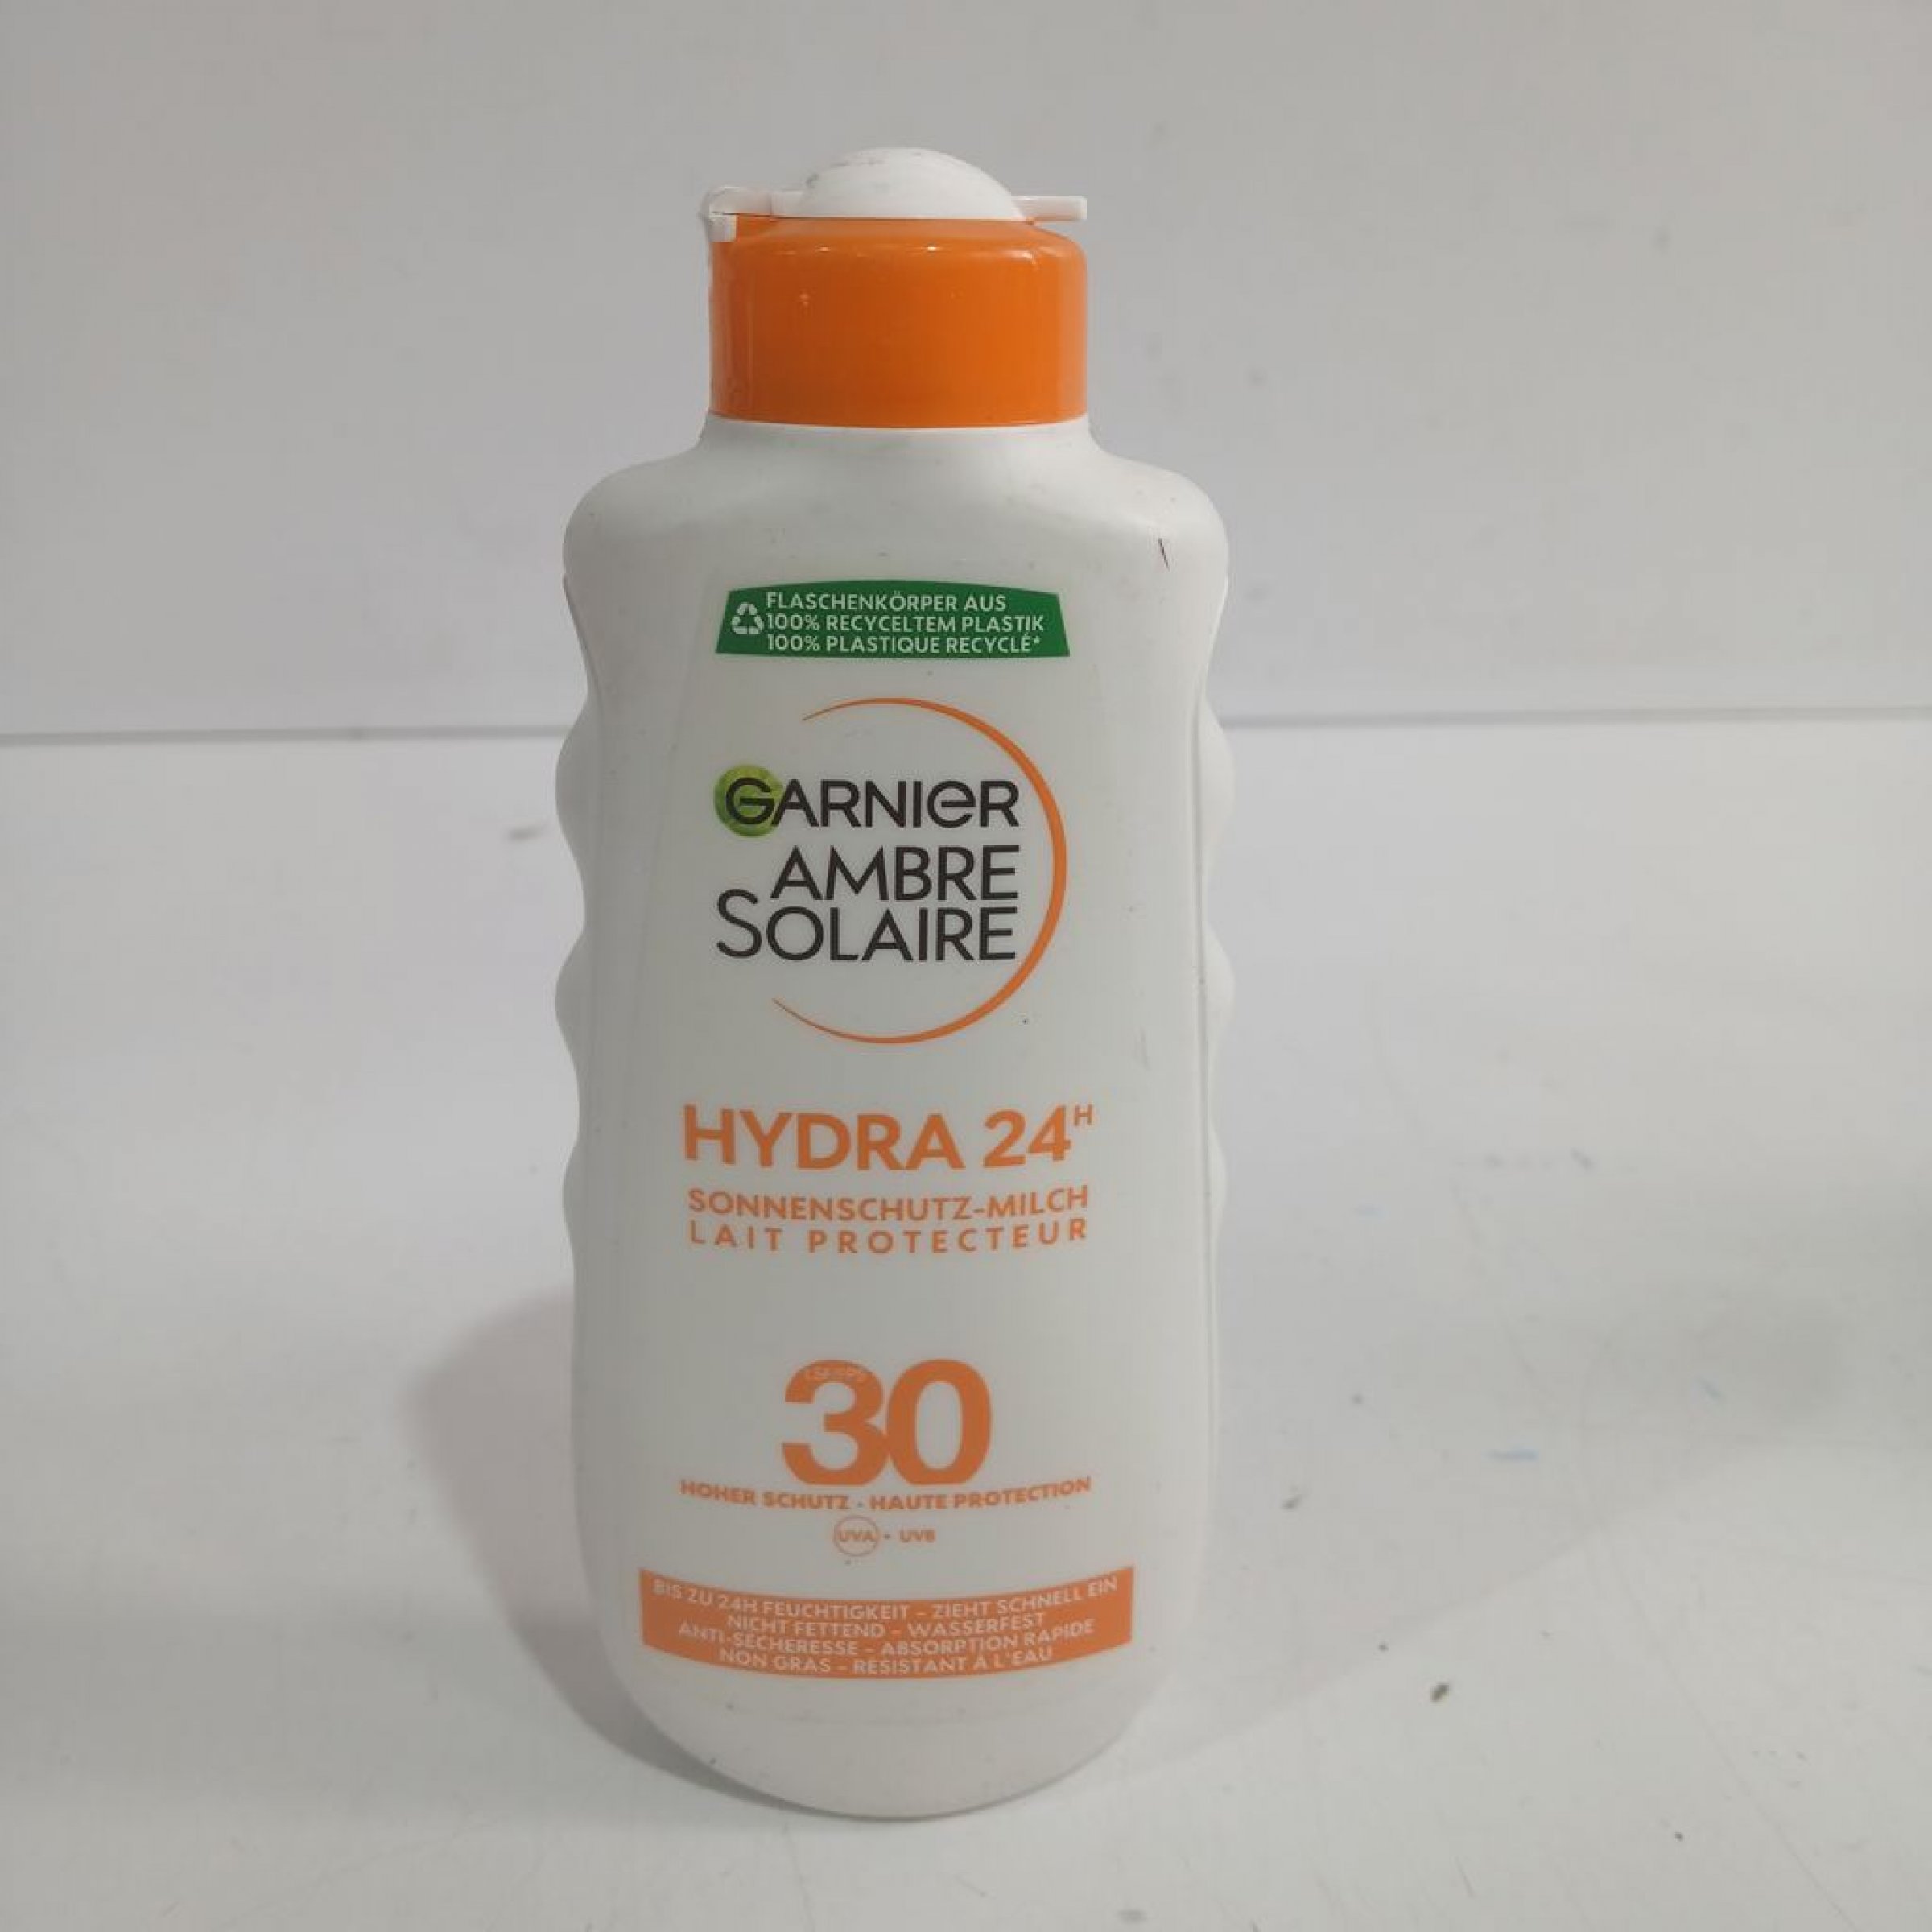 FLASCHENKÖRPER AUS
100% RECYCELTEM PLASTIK
100% PLASTIQUE RECYCLÉ*
GARNIER
AMBRE
SOLAIRE
HYDRA 24H
SONNENSCHUTZ-MILCH
LAIT PROTECTEUR
30
HOHER SCHUTZ - HAUTE PROTECTION
UVA - UVB
BIS ZU 24H FEUCHTIGKEIT - ZIEHT SCHNELL EIN
NICHT FETTEND - WASSERFEST
ANTI-SÉCHERESSE - ABSORPTION RAPIDE
NON GRAS - RÉSISTANT À L'EAU